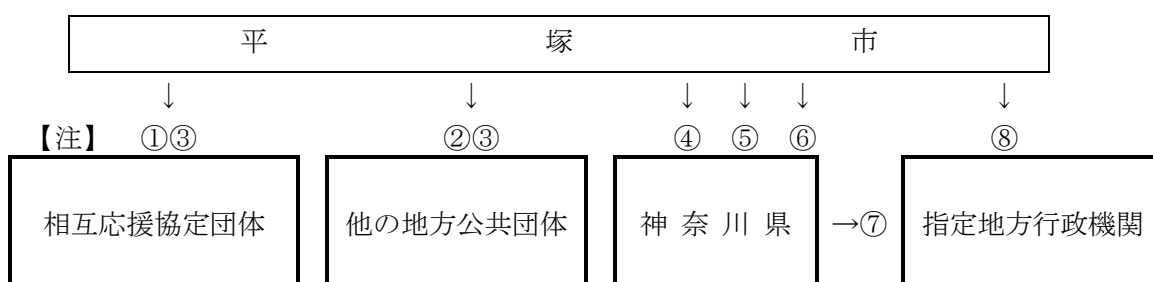 平塚市
↓ ↓ ↓ ↓ ↓ ↓
【注】 ①③ ②③ ④ ⑤ ⑥ ⑧
相互応援協定団体 他の地方公共団体 神奈川県 →⑦ 指定地方行政機関